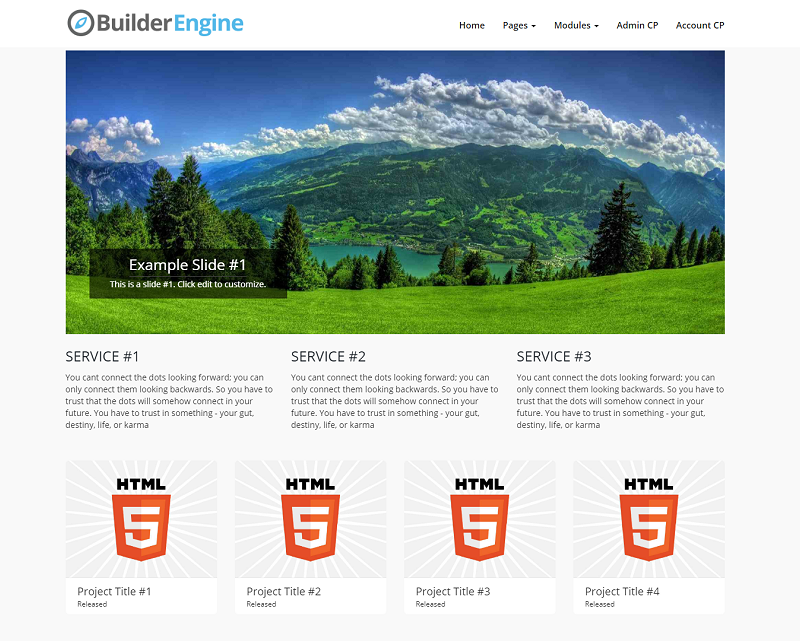 BuilderEngine
Home Pages Modules Admin CP Account CP
Example Slide #1
This is a slide #1. Click edit to customize.
SERVICE #1
You cant connect the dots looking forward; you can
only connect them looking backwards. So you have to
trust that the dots will somehow connect in your
future. You have to trust in something - your gut,
destiny, life, or karma
SERVICE #2
You cant connect the dots looking forward; you can
only connect them looking backwards. So you have to
trust that the dots will somehow connect in your
future. You have to trust in something - your gut,
destiny, life, or karma
SERVICE #3
You cant connect the dots looking forward; you can
only connect them looking backwards. So you have to
trust that the dots will somehow connect in your
future. You have to trust in something - your gut,
destiny, life, or karma
HTML
5
Project Title #1
Released
HTML
5
Project Title #2
Released
HTML
5
Project Title #3
Released
HTML
5
Project Title #4
Released